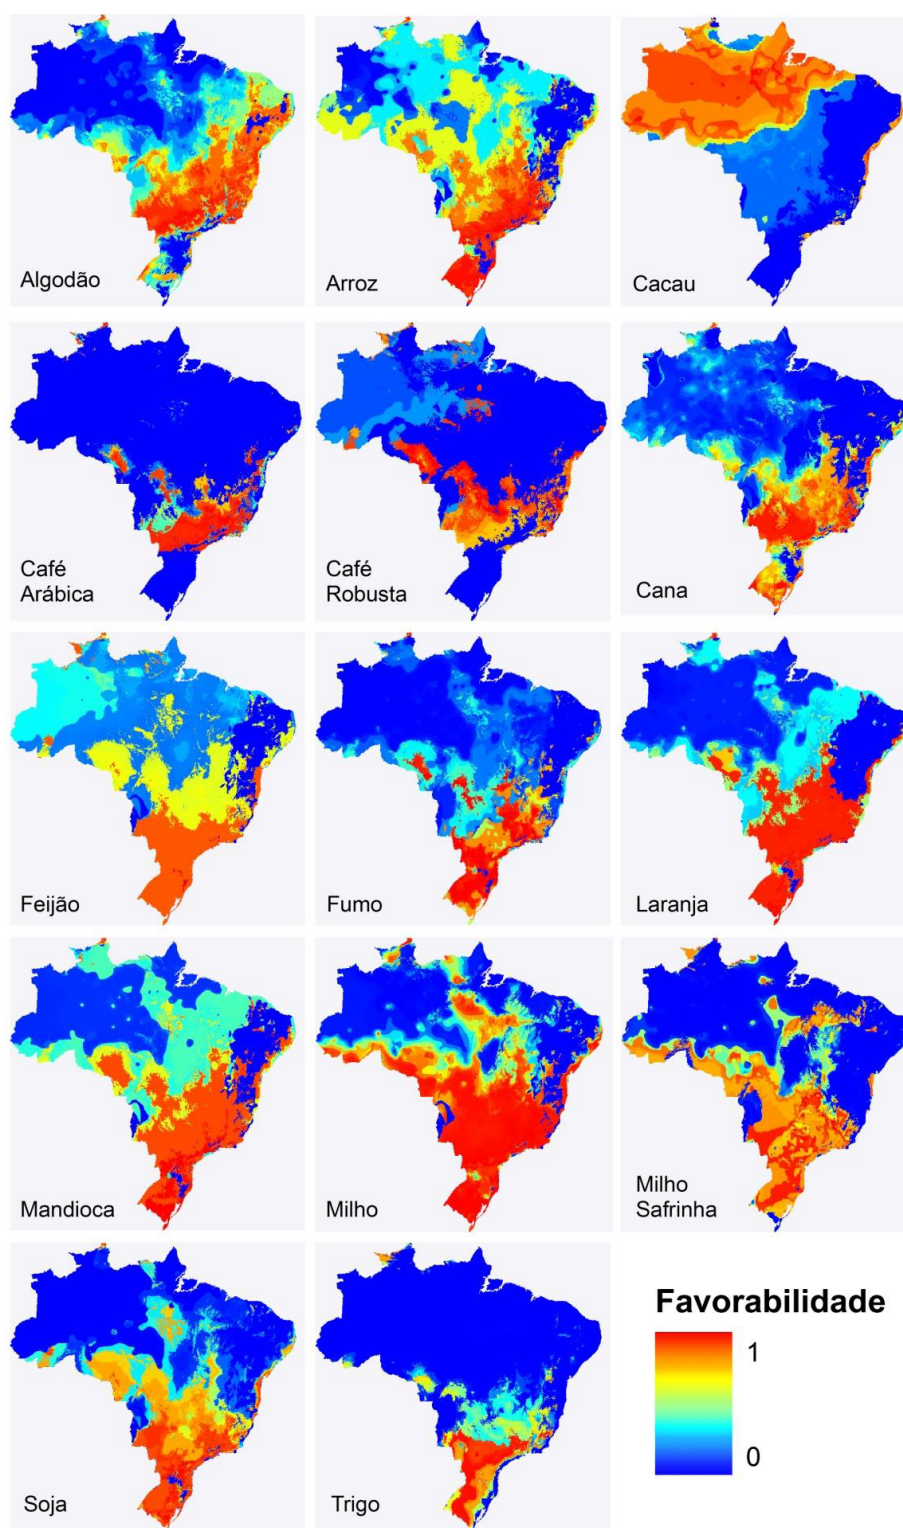 Algodão
Arroz
Cacau
Café
Arábica
Café
Robusta
Cana
Feijão
Fumo
Laranja
Mandioca
Milho
Milho
Safrinha
Soja
Trigo
Favorabilidade
1
0